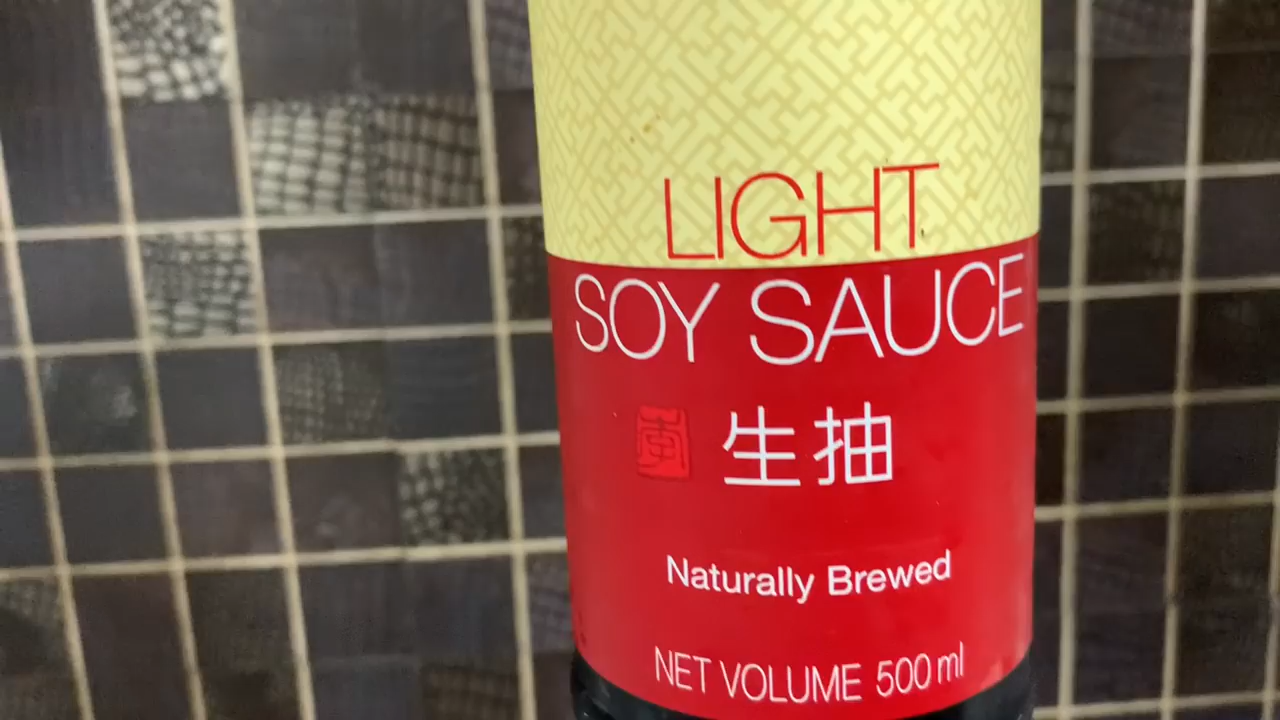 LIGHT
SOY SAUCE
生抽
Naturally Brewed
NET VOLUME 500 ml